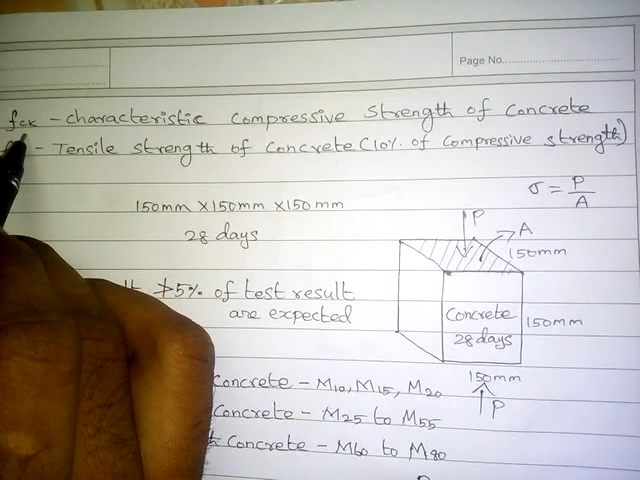 Page No.
fck - characteristic compressive strength of concrete
- Tensile strength of concrete (10% of compressive strength)
σ = P/A
150mm × 150mm × 150mm
28 days
P
A
150mm
≯5% of test result
are expected
Concrete
28 days
150mm
150mm
P
Concrete - M10, M15, M20
Concrete - M25 to M55
Concrete - M60 to M80